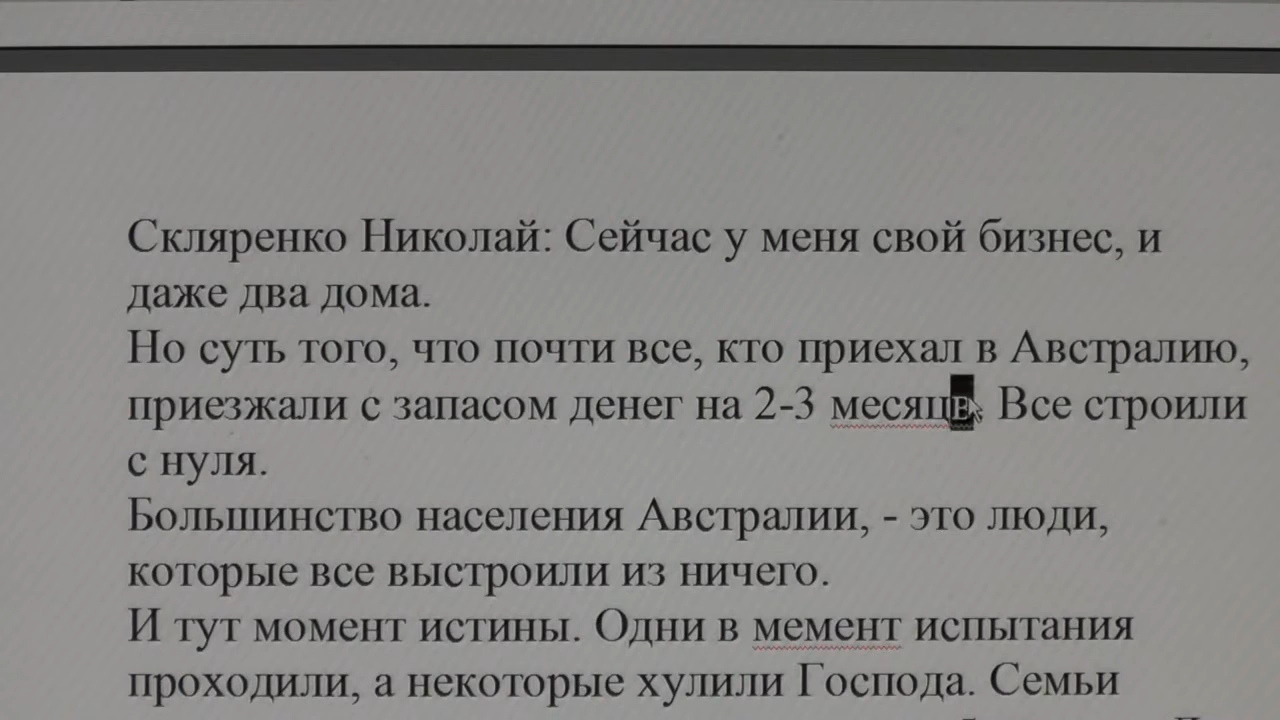 Скляренко Николай: Сейчас у меня свой бизнес, и
даже два дома.
Но суть того, что почти все, кто приехал в Австралию,
приезжали с запасом денег на 2-3 месяцв. Все строили
с нуля.
Большинство населения Австралии, - это люди,
которые все выстроили из ничего.
И тут момент истины. Одни в мемент испытания
проходили, а некоторые хулили Господа. Семьи